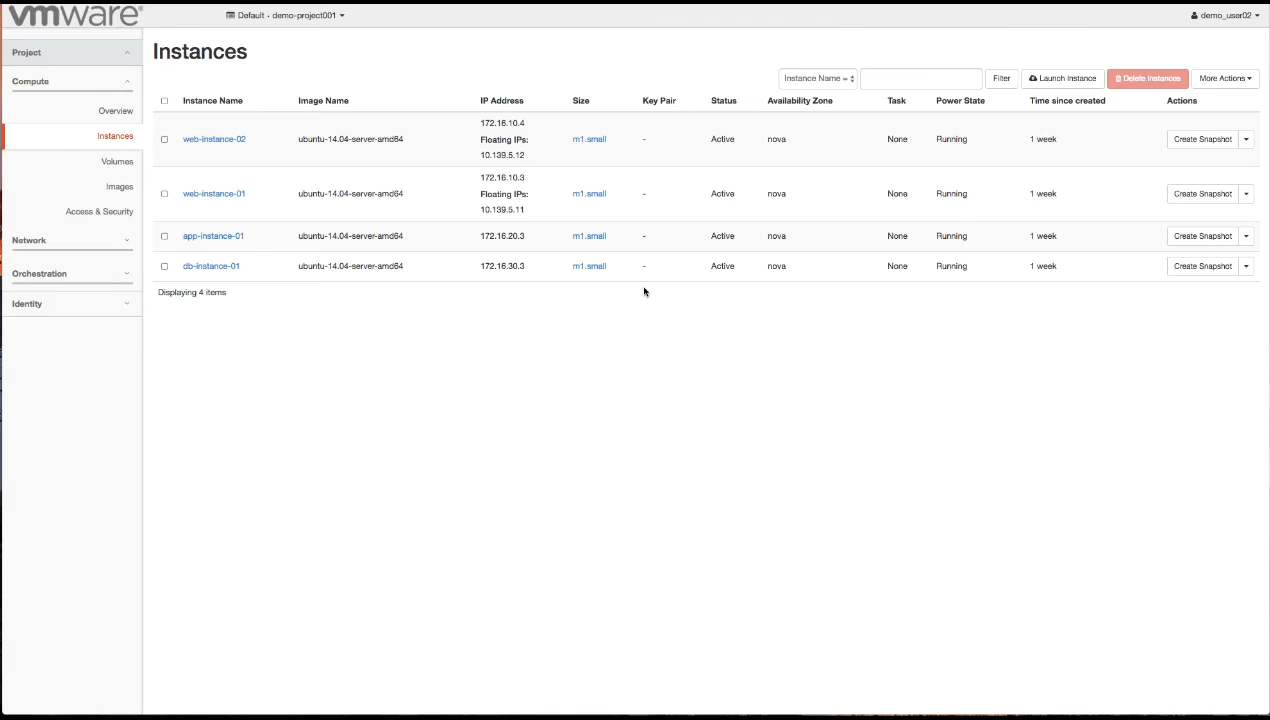 vmware®
Default • demo-project001
demo_user02
Project
Compute
Overview
Instances
Volumes
Images
Access & Security
Network
Orchestration
Identity
Instances
Instance Name = Filter Launch Instance Delete Instances More Actions
Instance Name Image Name IP Address Size Key Pair Status Availability Zone Task Power State Time since created Actions
172.16.10.4
web-instance-02 ubuntu-14.04-server-amd64 Floating IPs: m1.small - Active nova None Running 1 week Create Snapshot
10.139.5.12
172.16.10.3
web-instance-01 ubuntu-14.04-server-amd64 Floating IPs: m1.small - Active nova None Running 1 week Create Snapshot
10.139.5.11
app-instance-01 ubuntu-14.04-server-amd64 172.16.20.3 m1.small - Active nova None Running 1 week Create Snapshot
db-instance-01 ubuntu-14.04-server-amd64 172.16.30.3 m1.small - Active nova None Running 1 week Create Snapshot
Displaying 4 items